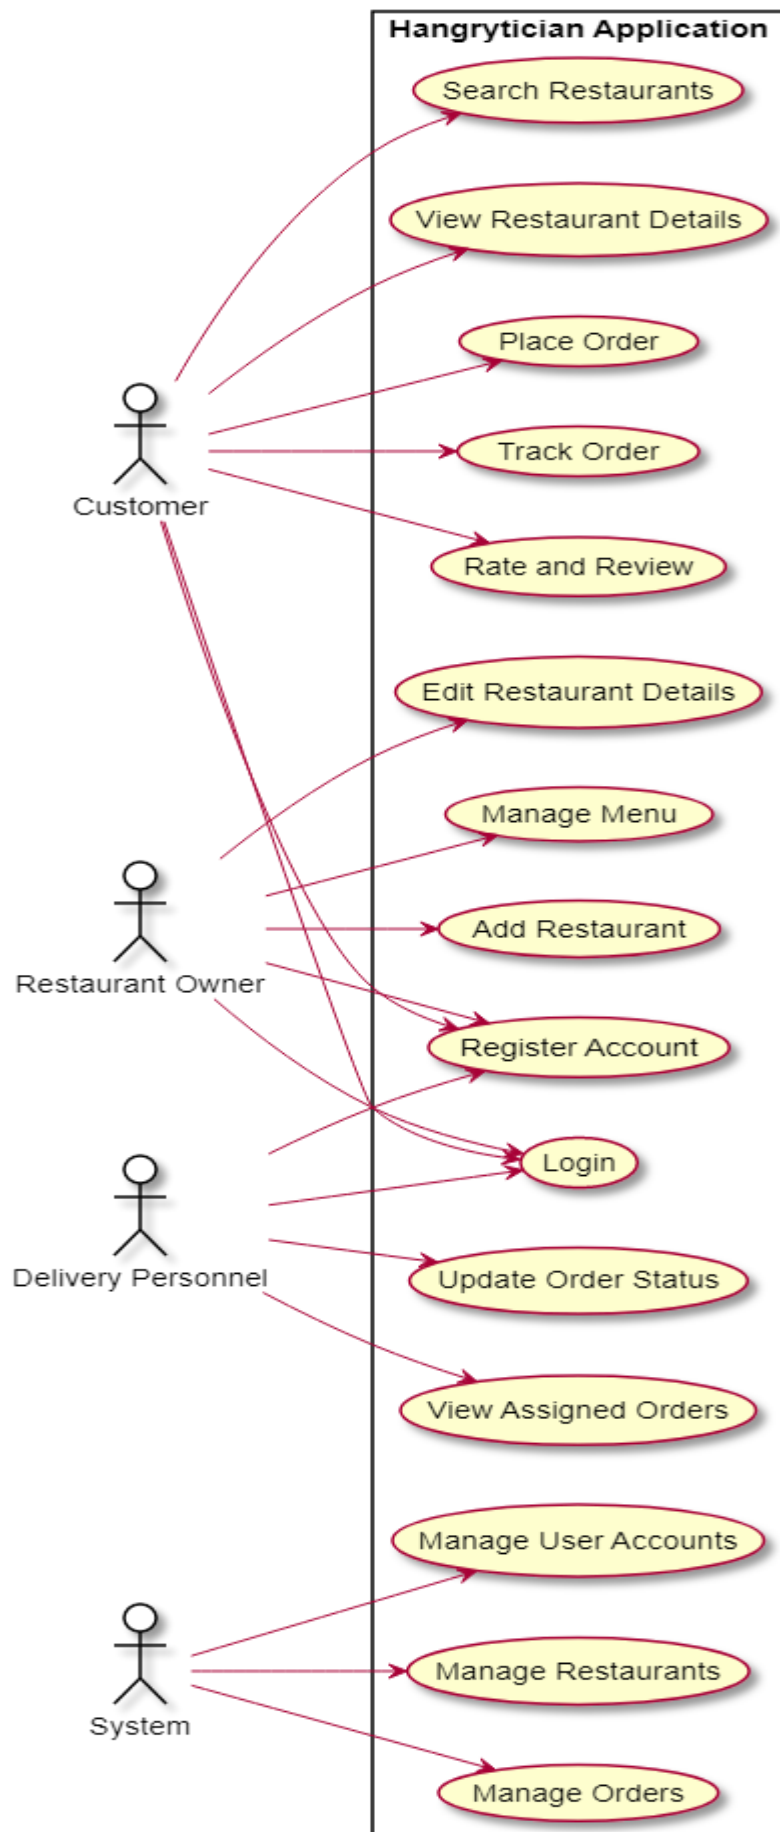 Hangrytician Application
Search Restaurants
View Restaurant Details
Place Order
Track Order
Customer
Rate and Review
Edit Restaurant Details
Manage Menu
Add Restaurant
Restaurant Owner
Register Account
Login
Delivery Personnel
Update Order Status
View Assigned Orders
Manage User Accounts
Manage Restaurants
System
Manage Orders